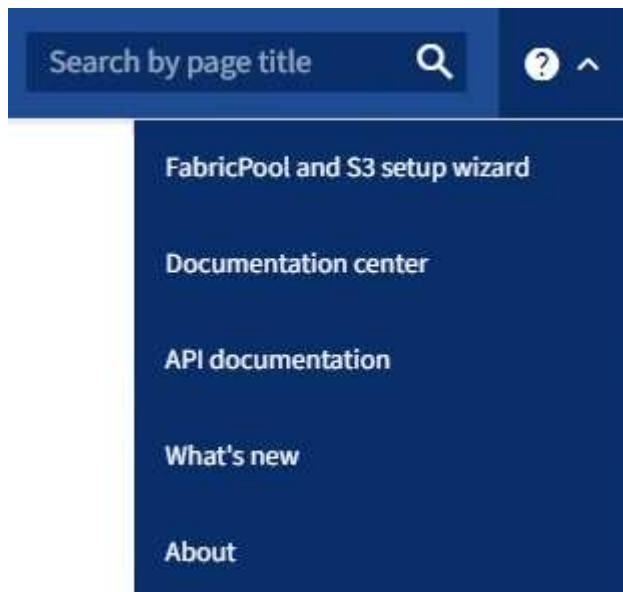 Search by page title
FabricPool and S3 setup wizard
Documentation center
API documentation
What's new
About